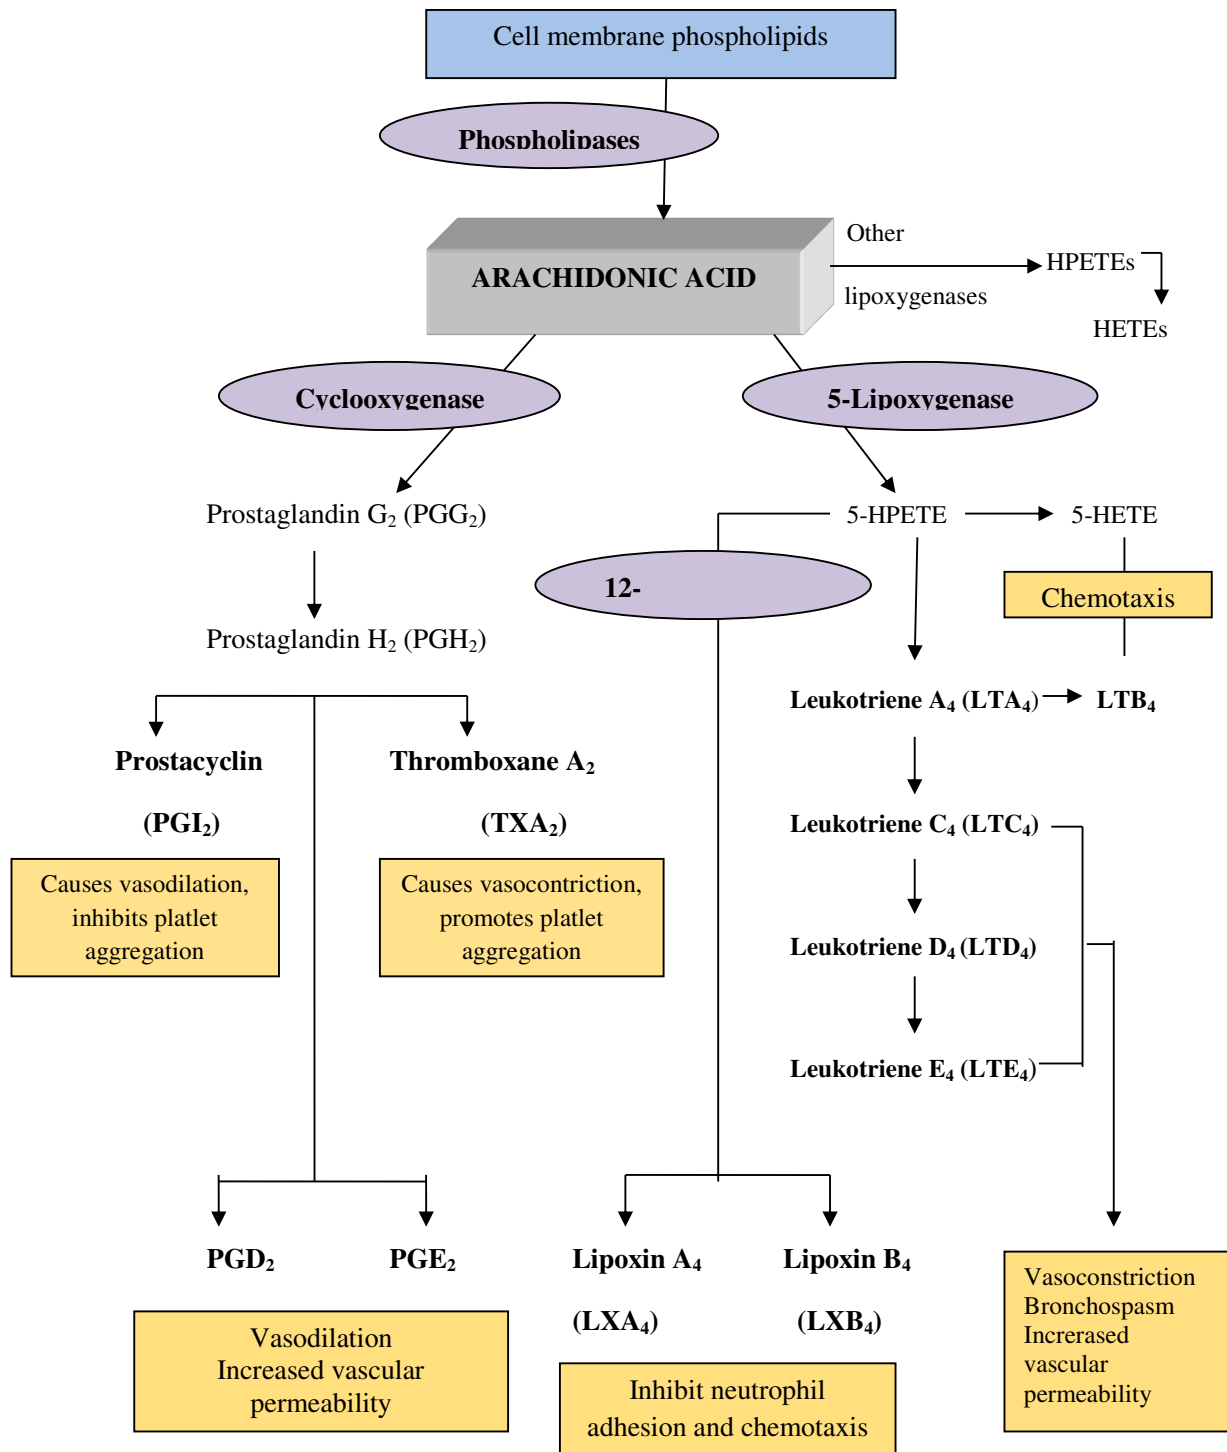 Cell membrane phospholipids
Phospholipases
ARACHIDONIC ACID
Other
lipoxygenases
HPETEs
HETEs
Cyclooxygenase
5-Lipoxygenase
Prostaglandin G₂ (PGG₂)
5-HPETE
5-HETE
12-
Chemotaxis
Prostaglandin H₂ (PGH₂)
Leukotriene A₄ (LTA₄)
LTB₄
Prostacyclin
(PGI₂)
Thromboxane A₂
(TXA₂)
Leukotriene C₄ (LTC₄)
Causes vasodilation,
inhibits platlet
aggregation
Causes vasocontriction,
promotes platlet
aggregation
Leukotriene D₄ (LTD₄)
Leukotriene E₄ (LTE₄)
PGD₂
PGE₂
Lipoxin A₄
(LXA₄)
Lipoxin B₄
(LXB₄)
Vasodilation
Increased vascular
permeability
Inhibit neutrophil
adhesion and chemotaxis
Vasoconstriction
Bronchospasm
Increrased
vascular
permeability